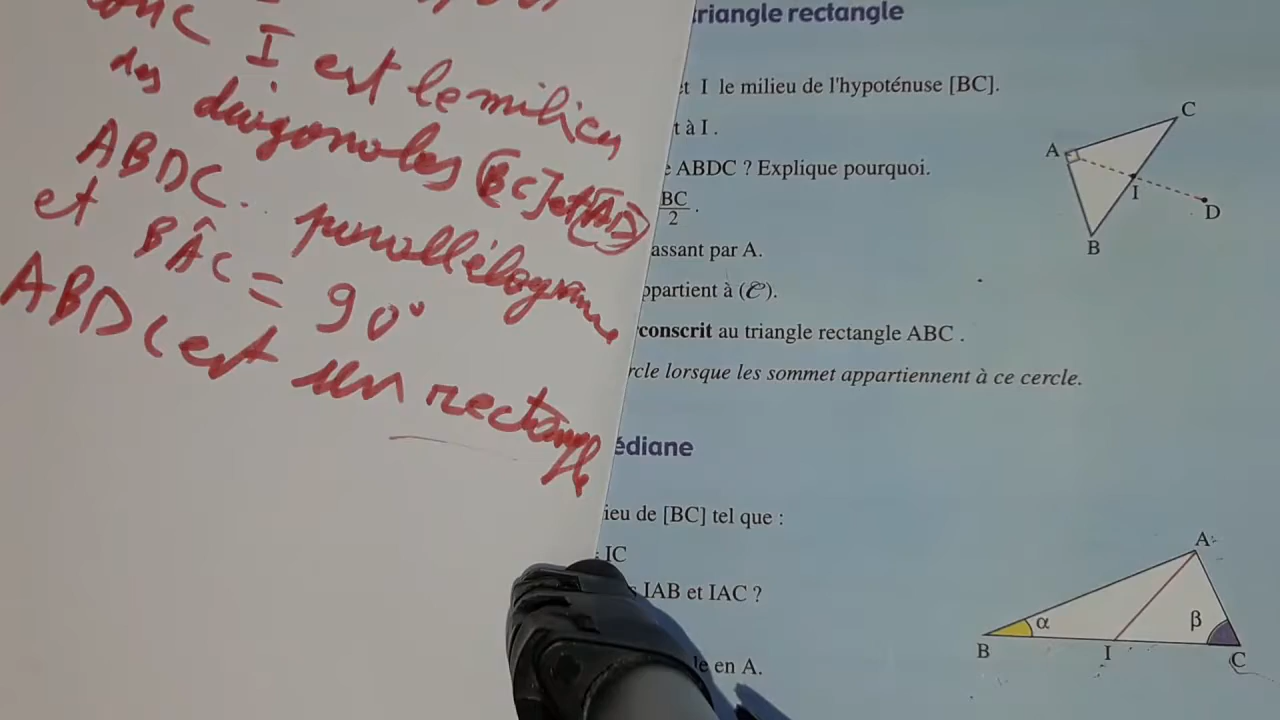 donc I est le milieu
des diagonales [BC] et [AD]
ABDC parallélogramme
et BÂC = 90°
ABDC est un rectangle
triangle rectangle
et I le milieu de l'hypoténuse [BC].
t à I .
ABDC ? Explique pourquoi.
BC
2 .
assant par A.
ppartient à (C).
conscrit au triangle rectangle ABC .
rcle lorsque les sommet appartiennent à ce cercle.
C
A
I
D
B
édiane
ieu de [BC] tel que :
IC
IAB et IAC ?
le en A.
A
α
β
B
I
C